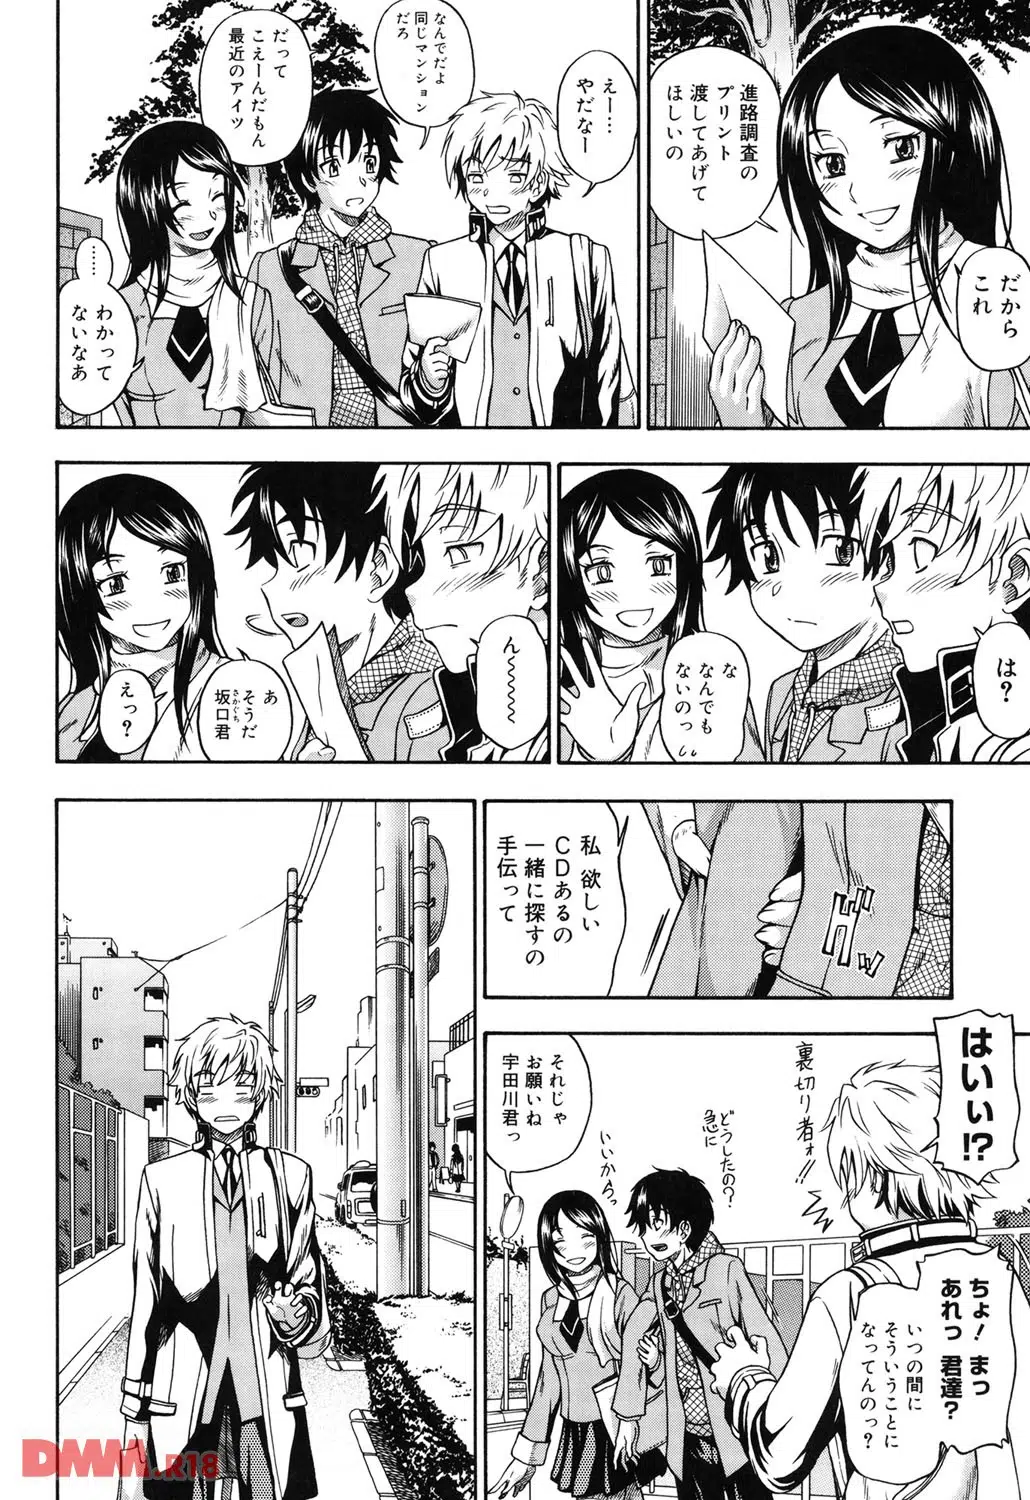 だから
これ
進路調査の
プリント
渡してあげて
ほしいの
えー…
やだなー
なんでだよ
同じマンション
だろ
だって
こえーんだもん
最近のアイツ
……
わかって
ないなあ
は?
な
なんでも
ないのっ
ん～～～～
あ
そうだ
坂口君
さかぐち
えっ?
私 欲しい
CDあるの
一緒に探すの
手伝って
グッ
はいい!?
裏切り者ォ!!
どうしたの?
急に
いいからっ
それじゃ
お願いね
宇田川君っ
ちょ! まっ
あれっ 君達?
いつの間に
そういうことに
なってんのっ?
DMM.R18